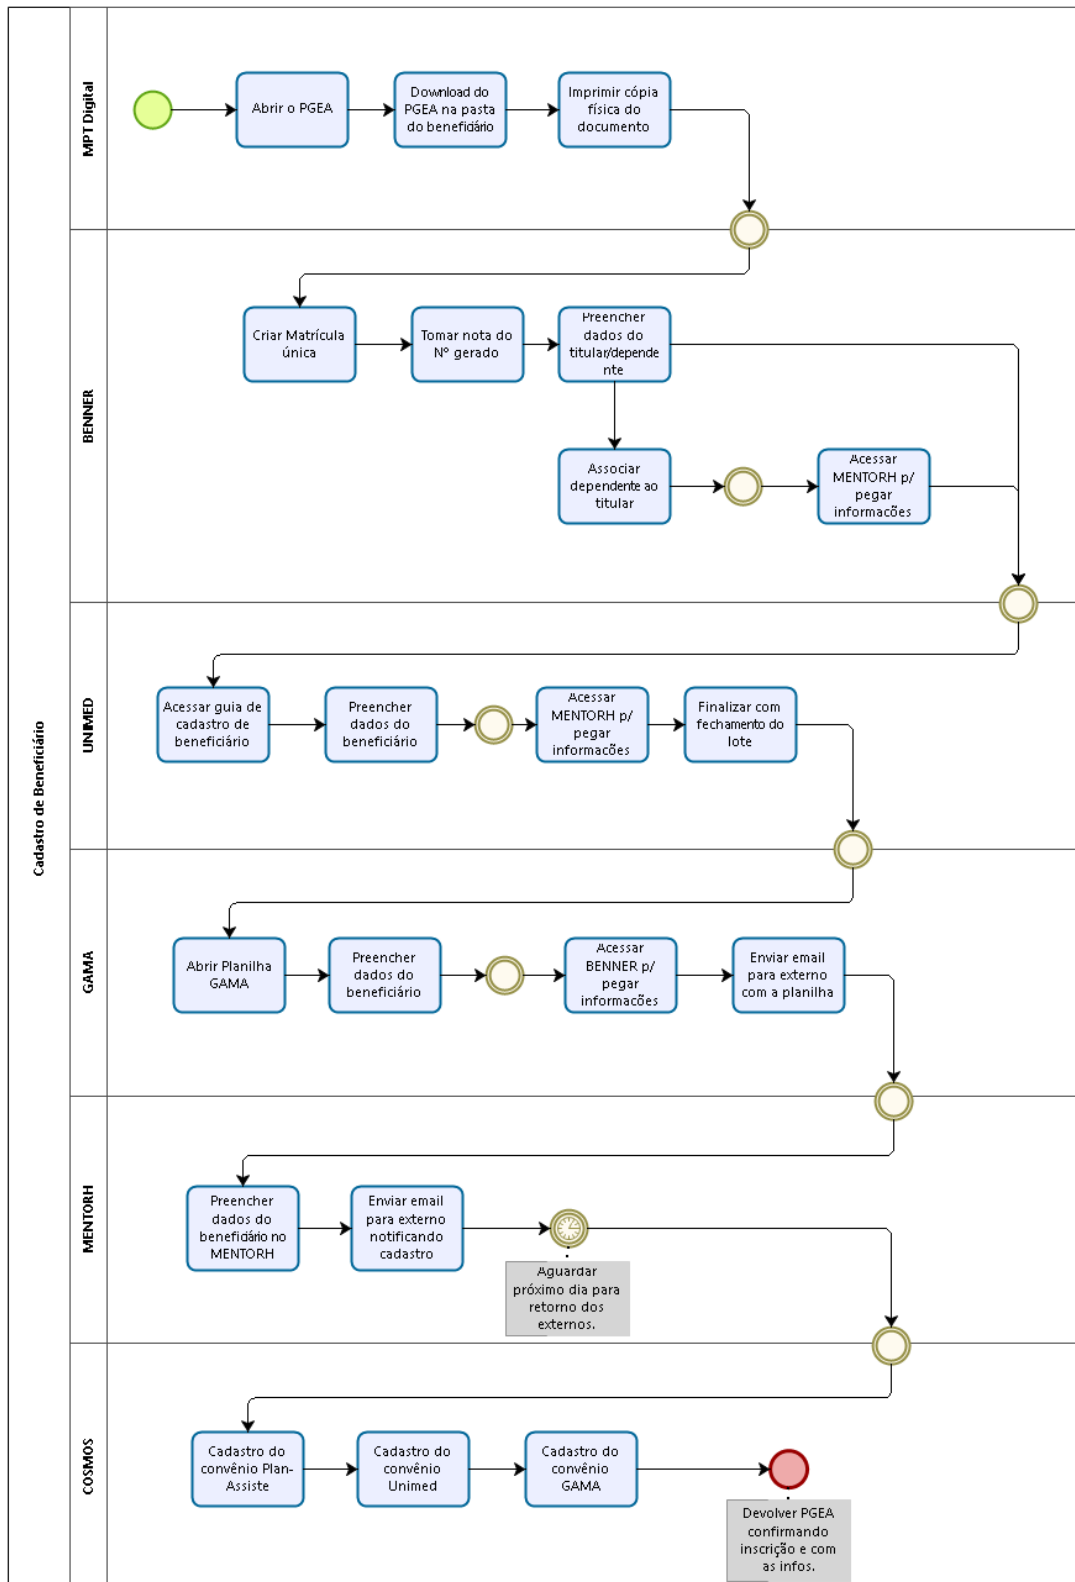 Cadastro de Beneficiário
MPT Digital
Abrir o PGEA
Download do
PGEA na pasta
do beneficiário
Imprimir cópia
física do
documento
BENNER
Criar Matrícula
única
Tomar nota do
Nº gerado
Preencher
dados do
titular/depende
nte
Associar
dependente ao
titular
Acessar
MENTORH p/
pegar
informações
UNIMED
Acessar guia de
cadastro de
beneficiário
Preencher
dados do
beneficiário
Acessar
MENTORH p/
pegar
informações
Finalizar com
fechamento do
lote
GAMA
Abrir Planilha
GAMA
Preencher
dados do
beneficiário
Acessar
BENNER p/
pegar
informações
Enviar email
para externo
com a planilha
MENTORH
Preencher
dados do
beneficiário no
MENTORH
Enviar email
para externo
notificando
cadastro
Aguardar
próximo dia para
retorno dos
externos.
COSMOS
Cadastro do
convênio Plan-
Assiste
Cadastro do
convênio
Unimed
Cadastro do
convênio
GAMA
Devolver PGEA
confirmando
inscrição e com
as infos.